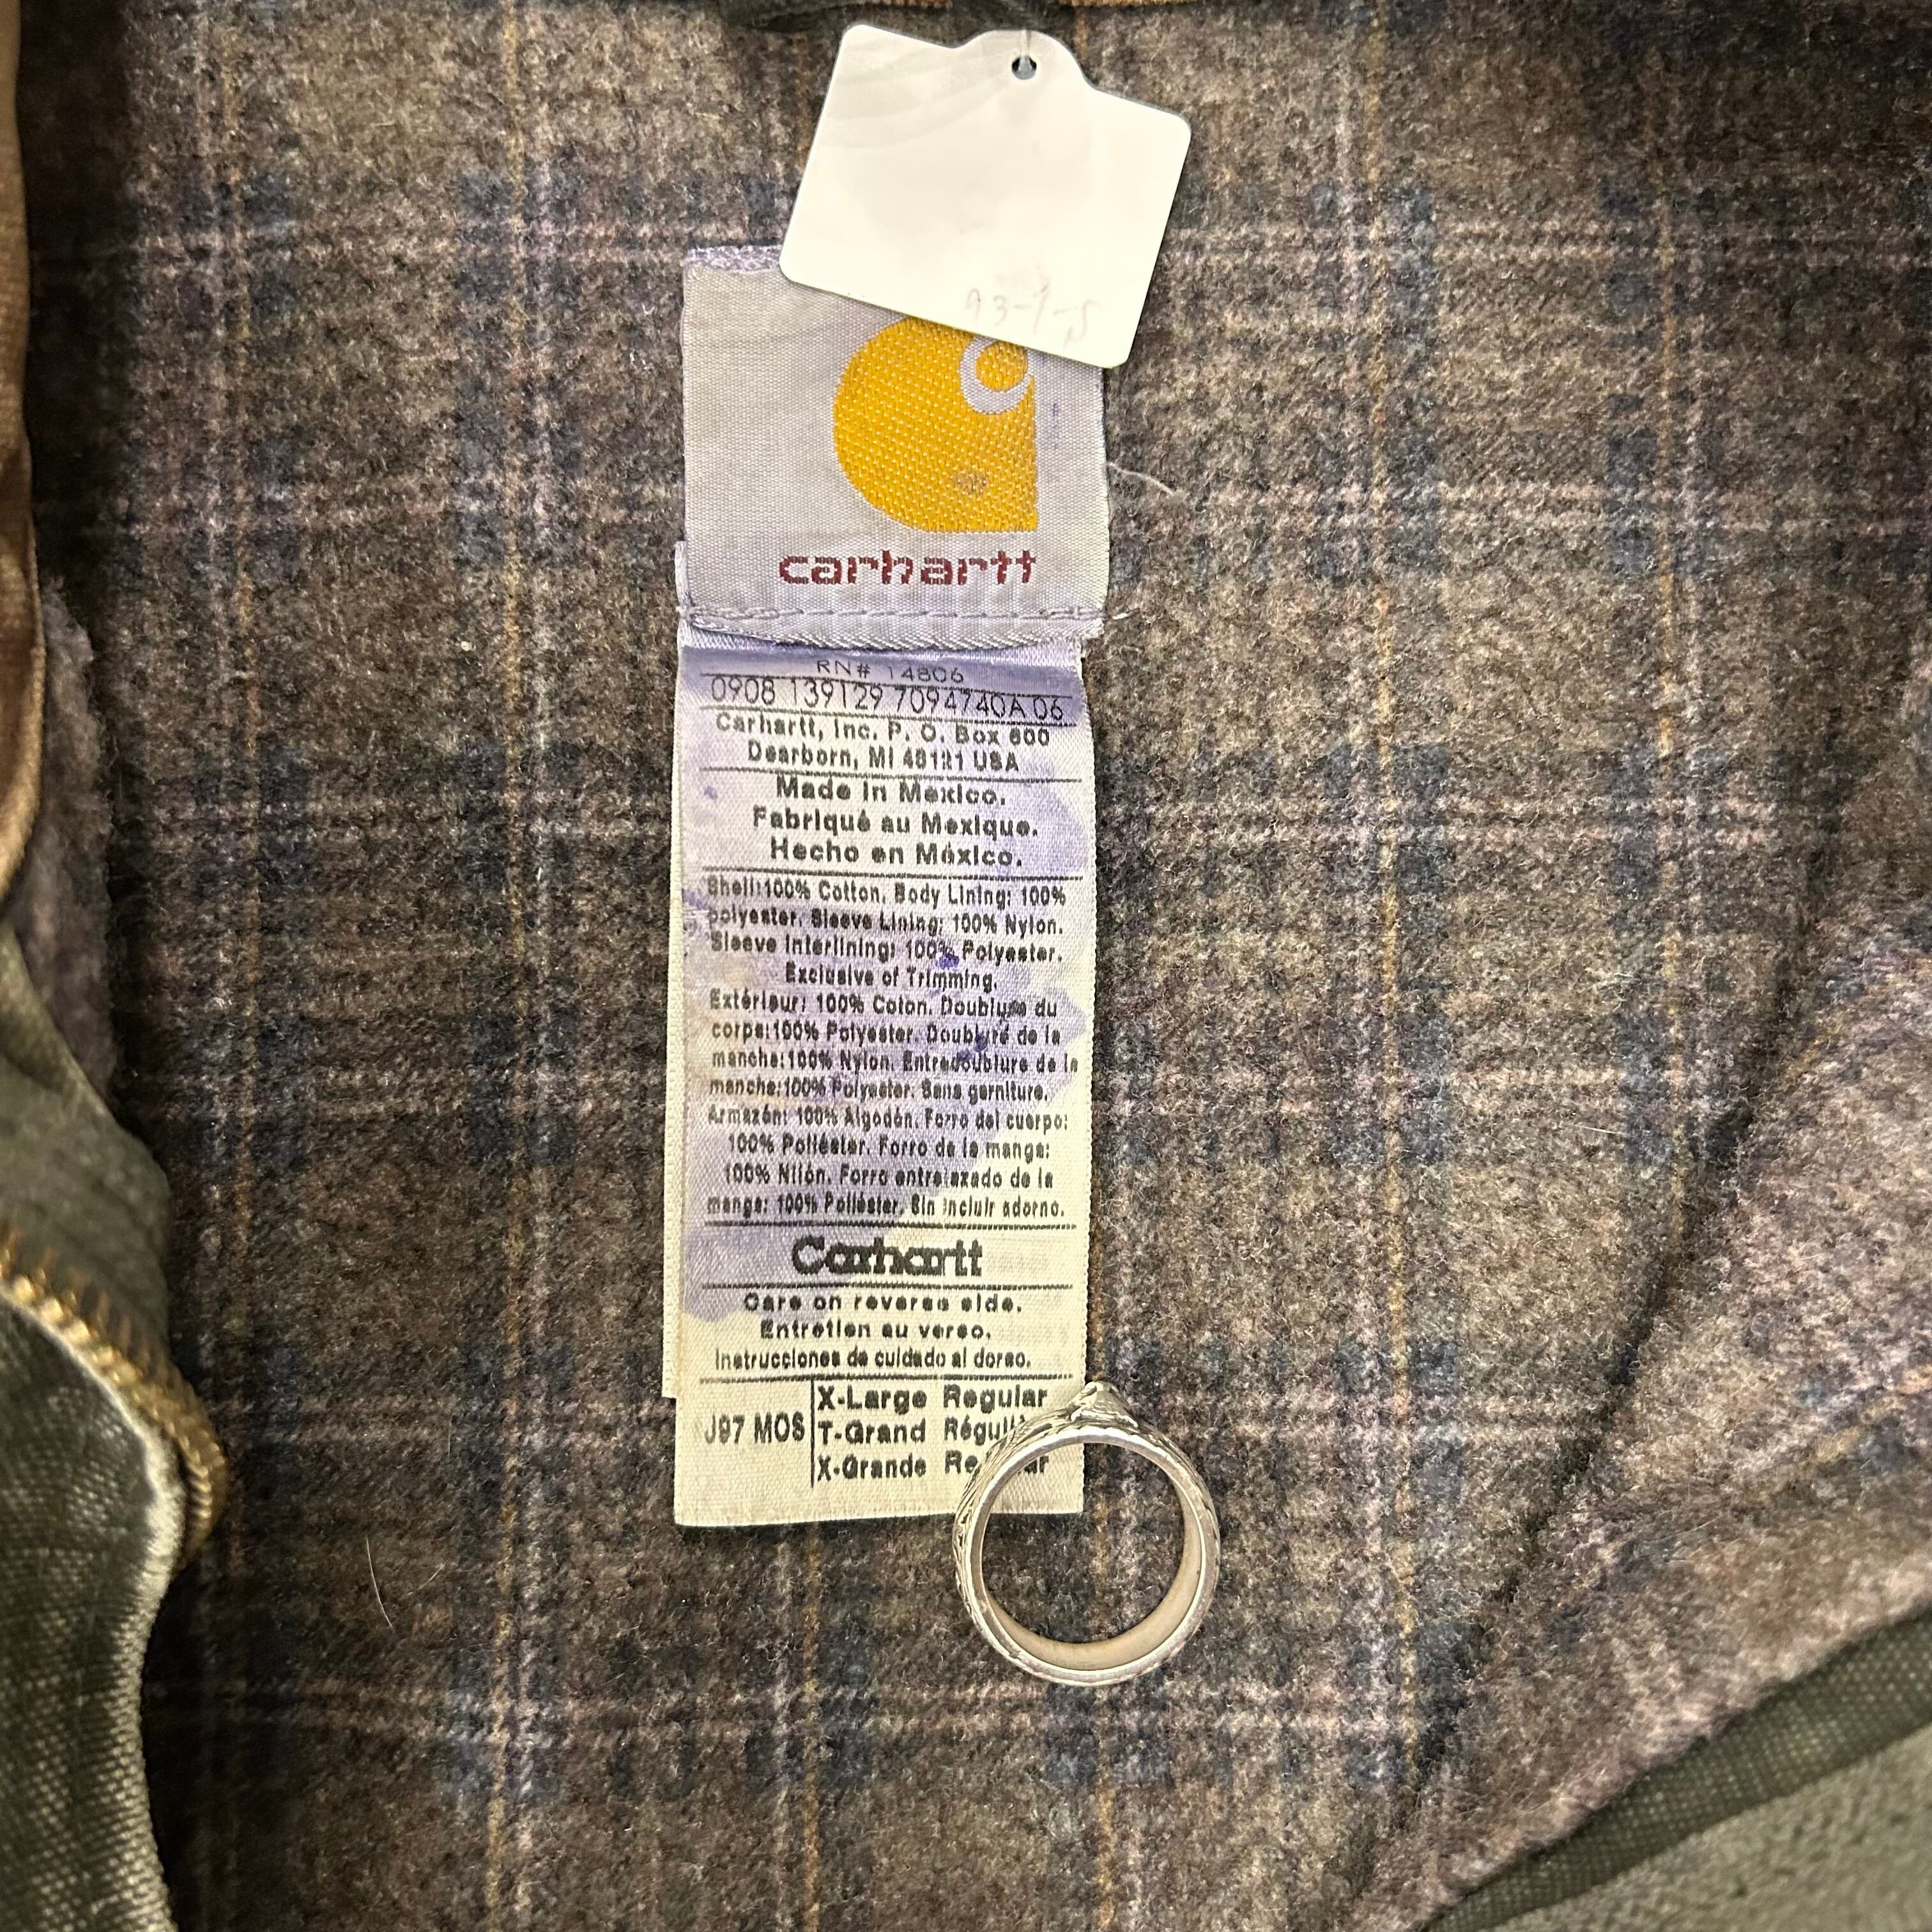 93-1-5
carhartt
RN# 14806
0908 139129 7094740A 06
Carhartt, Inc. P. O. Box 600
Dearborn, MI 48121 USA
Made in Mexico.
Fabriqué au Mexique.
Hecho en México.
Shell:100% Cotton. Body Lining: 100%
polyester. Sleeve Lining: 100% Nylon.
Sleeve Interlining: 100% Polyester.
Exclusive of Trimming.
Extérieur: 100% Coton. Doublure du
corps:100% Polyester. Doublure de la
manche:100% Nylon. Entredoublure de la
manche:100% Polyester. Sans garniture.
Armazón: 100% Algodón. Forro del cuerpo:
100% Poliéster. Forro de la manga:
100% Nilón. Forro entrelazado de la
manga: 100% Poliéster. Sin incluir adorno.
Carhartt
Care on reverse side.
Entretien au verso.
Instrucciones de cuidado al dorso.
J97 MOS
X-Large Regular
T-Grand
X-Grande